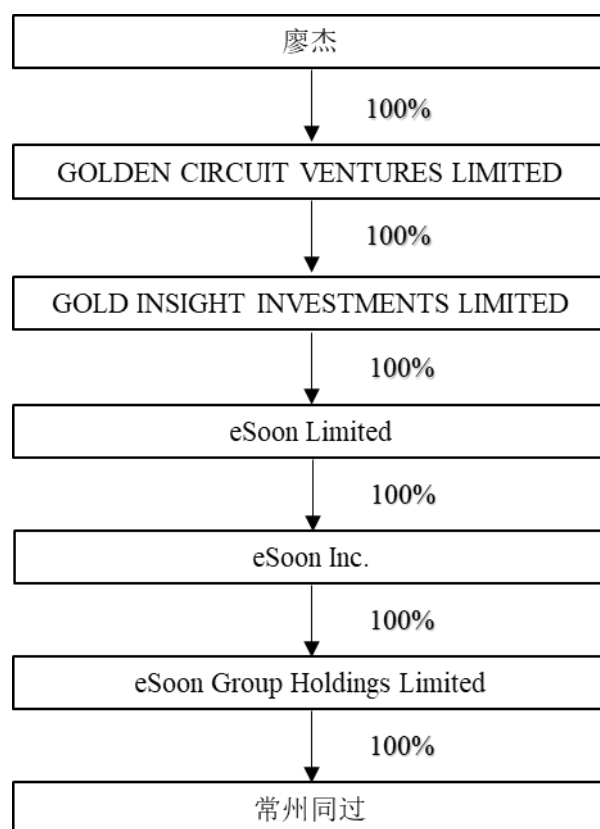 廖杰
100%
GOLDEN CIRCUIT VENTURES LIMITED
100%
GOLD INSIGHT INVESTMENTS LIMITED
100%
eSoon Limited
100%
eSoon Inc.
100%
eSoon Group Holdings Limited
100%
常州同过